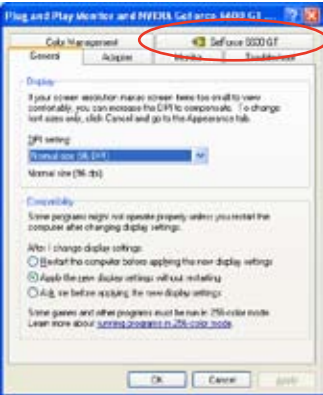 Plug and Play Monitor and NVIDIA GeForce 6600 GT ...
Color Management
GeForce 6600 GT
General
Adapter
Monitor
Troubleshoot
Display
If your screen resolution makes screen items too small to view
comfortably, you can increase the DPI to compensate. To change
font sizes only, click Cancel and go to the Appearance tab.
DPI setting:
Normal size (96 DPI)
Normal size (96 dpi)
Compatibility
Some programs might not operate properly unless you restart the
computer after changing display settings.
After I change display settings:
Restart the computer before applying the new display settings
Apply the new display settings without restarting
Ask me before applying the new display settings
Some games and other programs must be run in 256-color mode.
Learn more about running programs in 256-color mode.
OK
Cancel
Apply